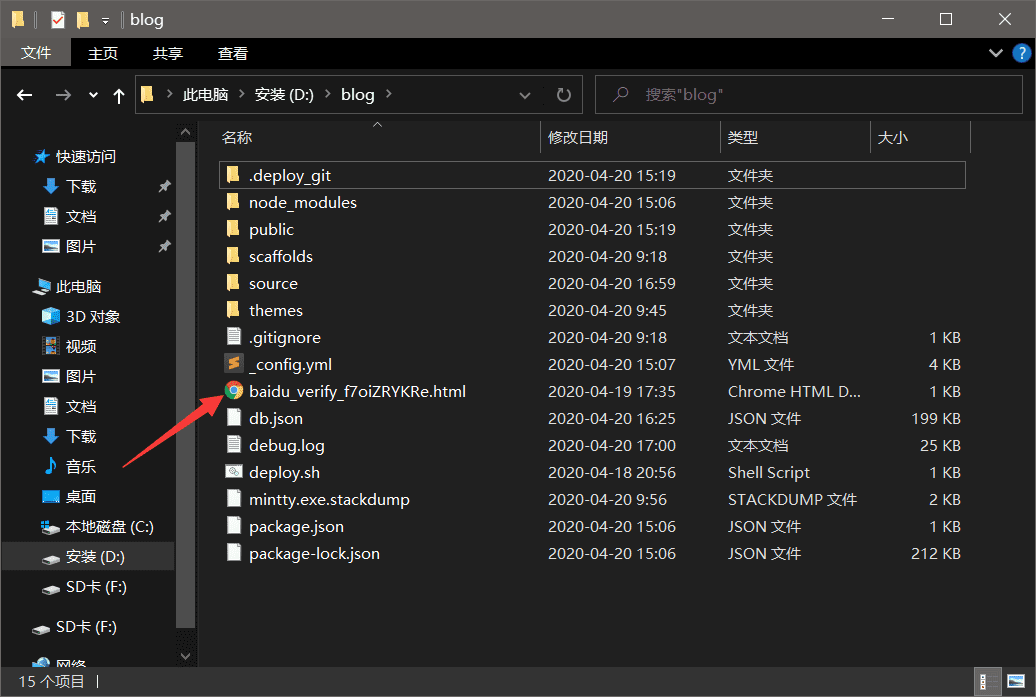 blog
文件 主页 共享 查看 ?
此电脑 安装 (D:) blog 搜索"blog"
名称 修改日期 类型 大小
快速访问
下载
文档
图片
此电脑
3D 对象
视频
图片
文档
下载
音乐
桌面
本地磁盘 (C:)
安装 (D:)
SD卡 (F:)
SD卡 (F:)
网络
.deploy_git 2020-04-20 15:19 文件夹
node_modules 2020-04-20 15:06 文件夹
public 2020-04-20 15:19 文件夹
scaffolds 2020-04-20 9:18 文件夹
source 2020-04-20 16:59 文件夹
themes 2020-04-20 9:45 文件夹
.gitignore 2020-04-20 9:18 文本文档 1 KB
_config.yml 2020-04-20 15:07 YML 文件 4 KB
baidu_verify_f7oiZRYKRe.html 2020-04-19 17:35 Chrome HTML D... 1 KB
db.json 2020-04-20 16:25 JSON 文件 199 KB
debug.log 2020-04-20 17:00 文本文档 25 KB
deploy.sh 2020-04-18 20:56 Shell Script 1 KB
mintty.exe.stackdump 2020-04-20 9:56 STACKDUMP 文件 2 KB
package.json 2020-04-20 15:06 JSON 文件 1 KB
package-lock.json 2020-04-20 15:06 JSON 文件 212 KB
15 个项目